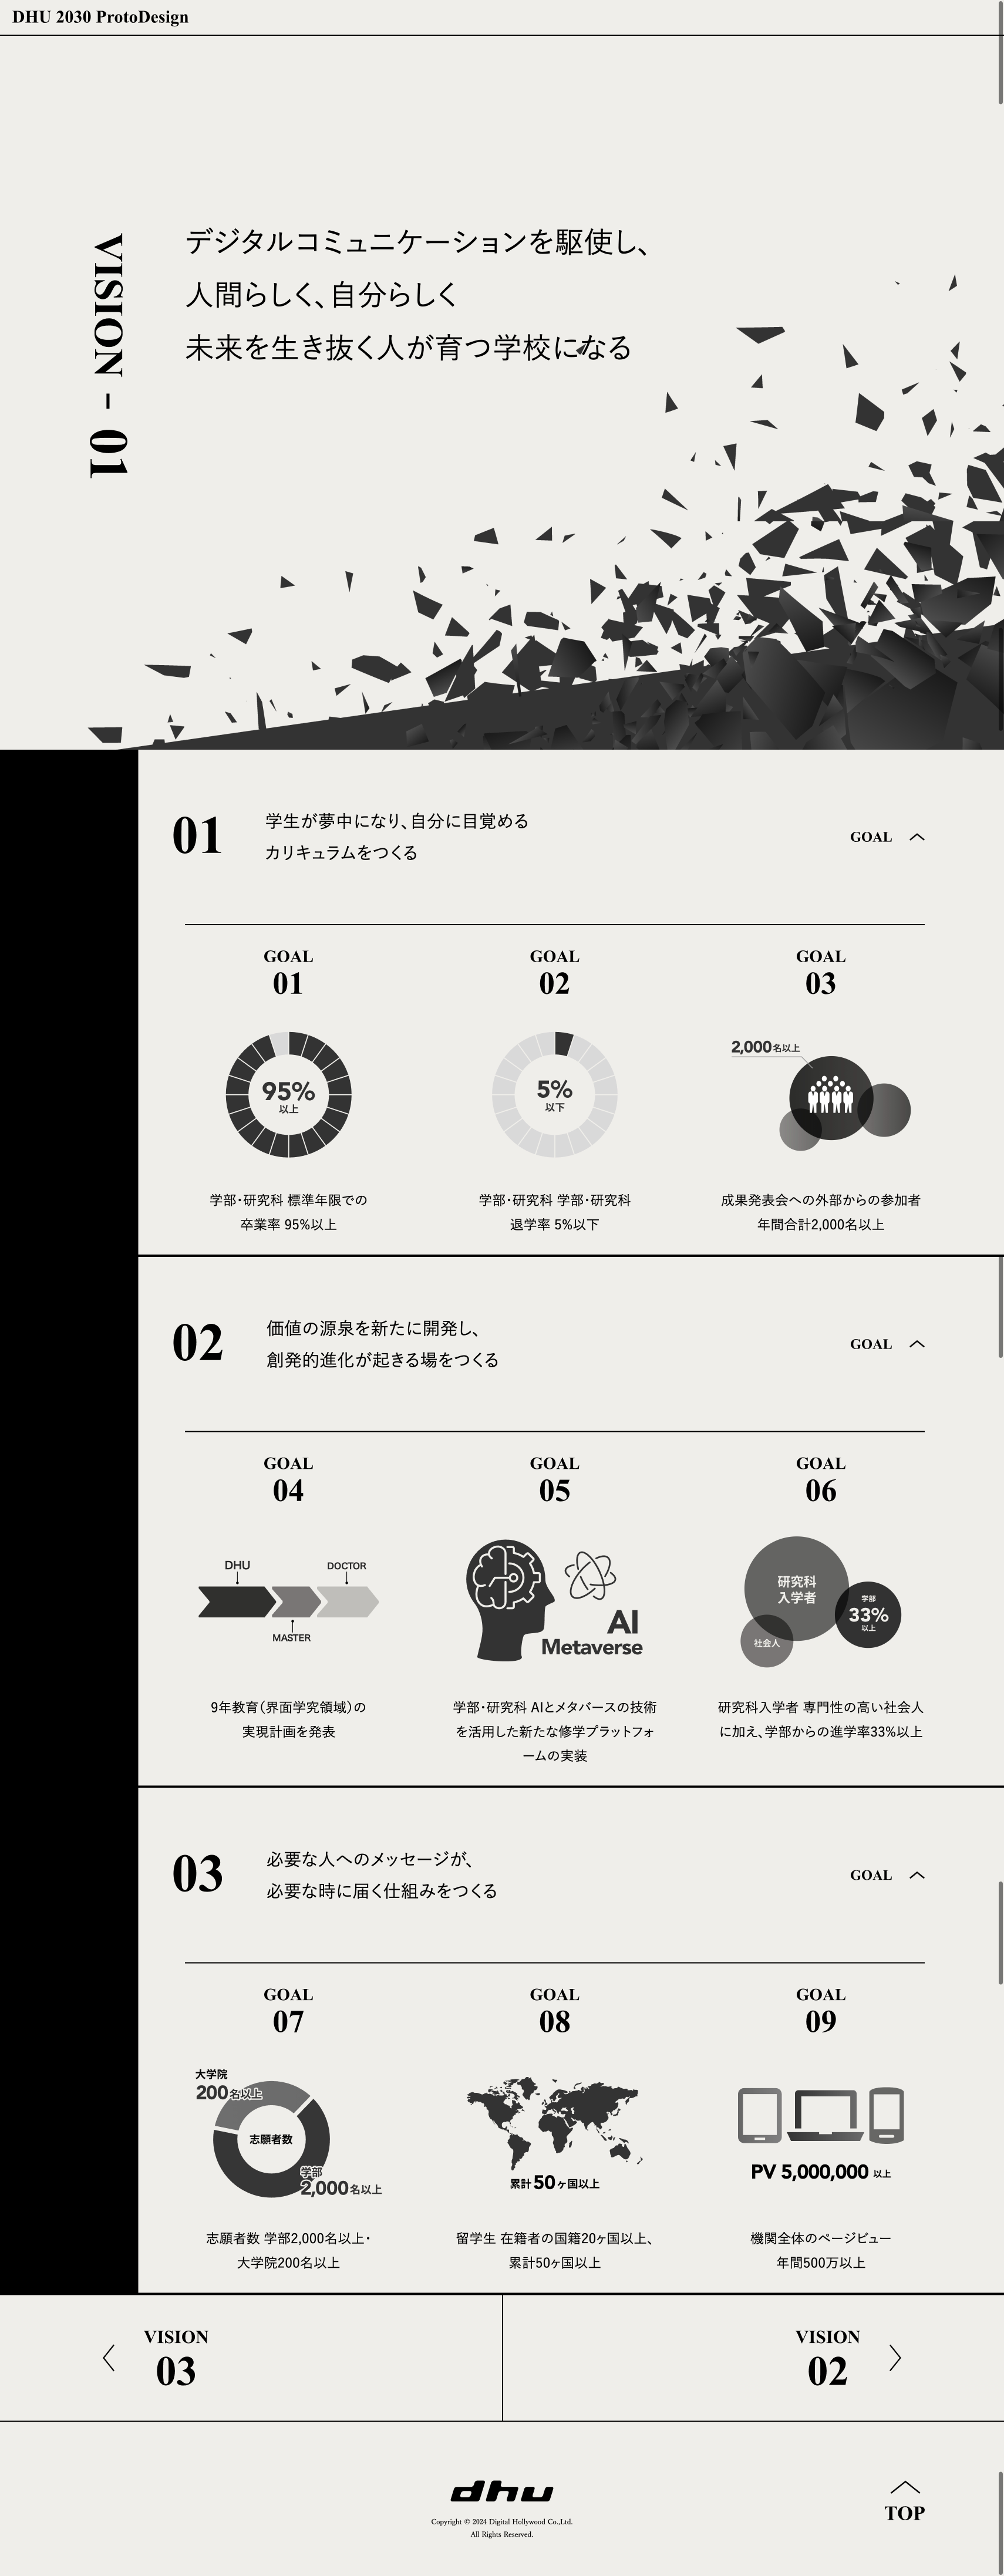 DHU 2030 ProtoDesign
VISION - 01
デジタルコミュニケーションを駆使し、
人間らしく、自分らしく
未来を生き抜く人が育つ学校になる
01
学生が夢中になり、自分に目覚める
カリキュラムをつくる
GOAL
GOAL
01
95%
以上
学部・研究科 標準年限での
卒業率 95%以上
GOAL
02
5%
以下
学部・研究科 学部・研究科
退学率 5%以下
GOAL
03
2,000名以上
成果発表会への外部からの参加者
年間合計2,000名以上
02
価値の源泉を新たに開発し、
創発的進化が起きる場をつくる
GOAL
GOAL
04
DHU
DOCTOR
MASTER
9年教育（界面学究領域）の
実現計画を発表
GOAL
05
AI
Metaverse
学部・研究科 AIとメタバースの技術
を活用した新たな修学プラットフォ
ームの実装
GOAL
06
研究科
入学者
学部
33%
以上
社会人
研究科入学者 専門性の高い社会人
に加え、学部からの進学率33%以上
03
必要な人へのメッセージが、
必要な時に届く仕組みをつくる
GOAL
GOAL
07
大学院
200名以上
志願者数
学部
2,000名以上
志願者数 学部2,000名以上・
大学院200名以上
GOAL
08
累計50ヶ国以上
留学生 在籍者の国籍20ヶ国以上、
累計50ヶ国以上
GOAL
09
PV 5,000,000 以上
機関全体のページビュー
年間500万以上
VISION
03
VISION
02
dhu
Copyright © 2024 Digital Hollywood Co.,Ltd.
All Rights Reserved.
TOP